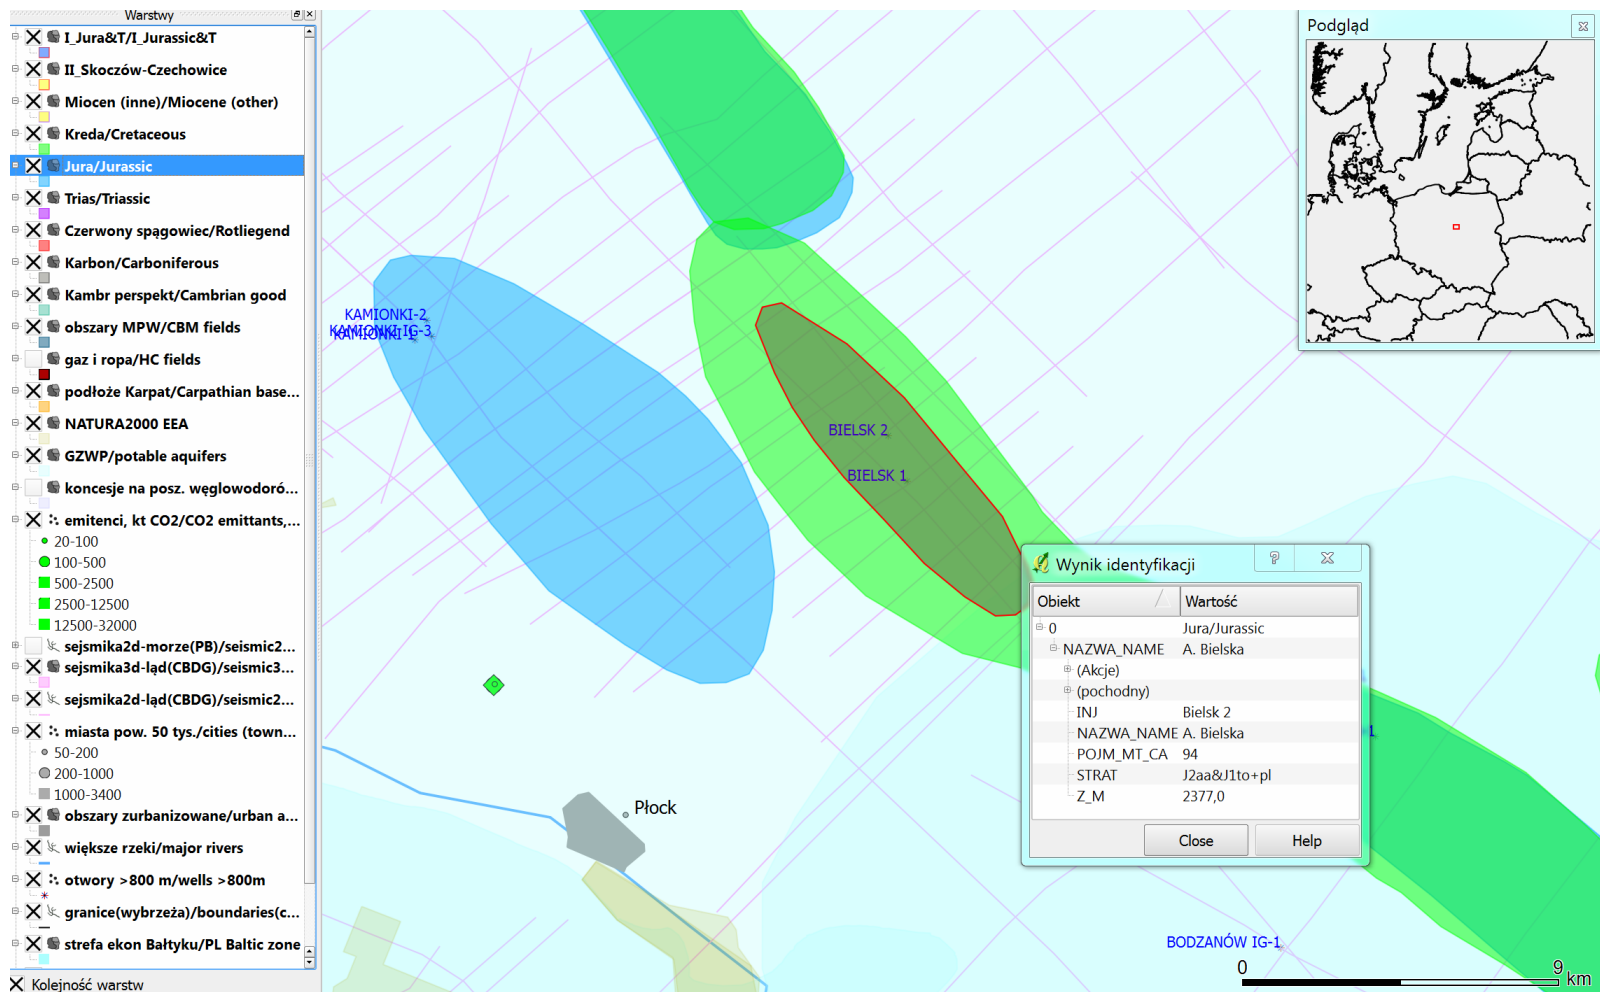 Warstwy
I_Jura&T/I_Jurassic&T
II_Skoczów-Czechowice
Miocen (inne)/Miocene (other)
Kreda/Cretaceous
Jura/Jurassic
Trias/Triassic
Czerwony spągowiec/Rotliegend
Karbon/Carboniferous
Kambr perspekt/Cambrian good
obszary MPW/CBM fields
gaz i ropa/HC fields
podłoże Karpat/Carpathian base...
NATURA2000 EEA
GZWP/potable aquifers
koncesje na posz. węglowodoró...
emitenci, kt CO2/CO2 emittants,...
20-100
100-500
500-2500
2500-12500
12500-32000
sejsmika2d-morze(PB)/seismic2...
sejsmika3d-ląd(CBDG)/seismic3...
sejsmika2d-ląd(CBDG)/seismic2...
miasta pow. 50 tys./cities (town...
50-200
200-1000
1000-3400
obszary zurbanizowane/urban a...
większe rzeki/major rivers
otwory >800 m/wells >800m
granice(wybrzeża)/boundaries(c...
strefa ekon Bałtyku/PL Baltic zone
Kolejność warstw
KAMIONKI-2
KAMIONKI IG-3
KAMIONKI-1
BIELSK 2
BIELSK 1
Płock
BODZANÓW IG-1
1
0 9 km
Podgląd
Wynik identyfikacji
Obiekt Wartość
0 Jura/Jurassic
NAZWA_NAME A. Bielska
(Akcje)
(pochodny)
INJ Bielsk 2
NAZWA_NAME A. Bielska
POJM_MT_CA 94
STRAT J2aa&J1to+pl
Z_M 2377,0
Close Help